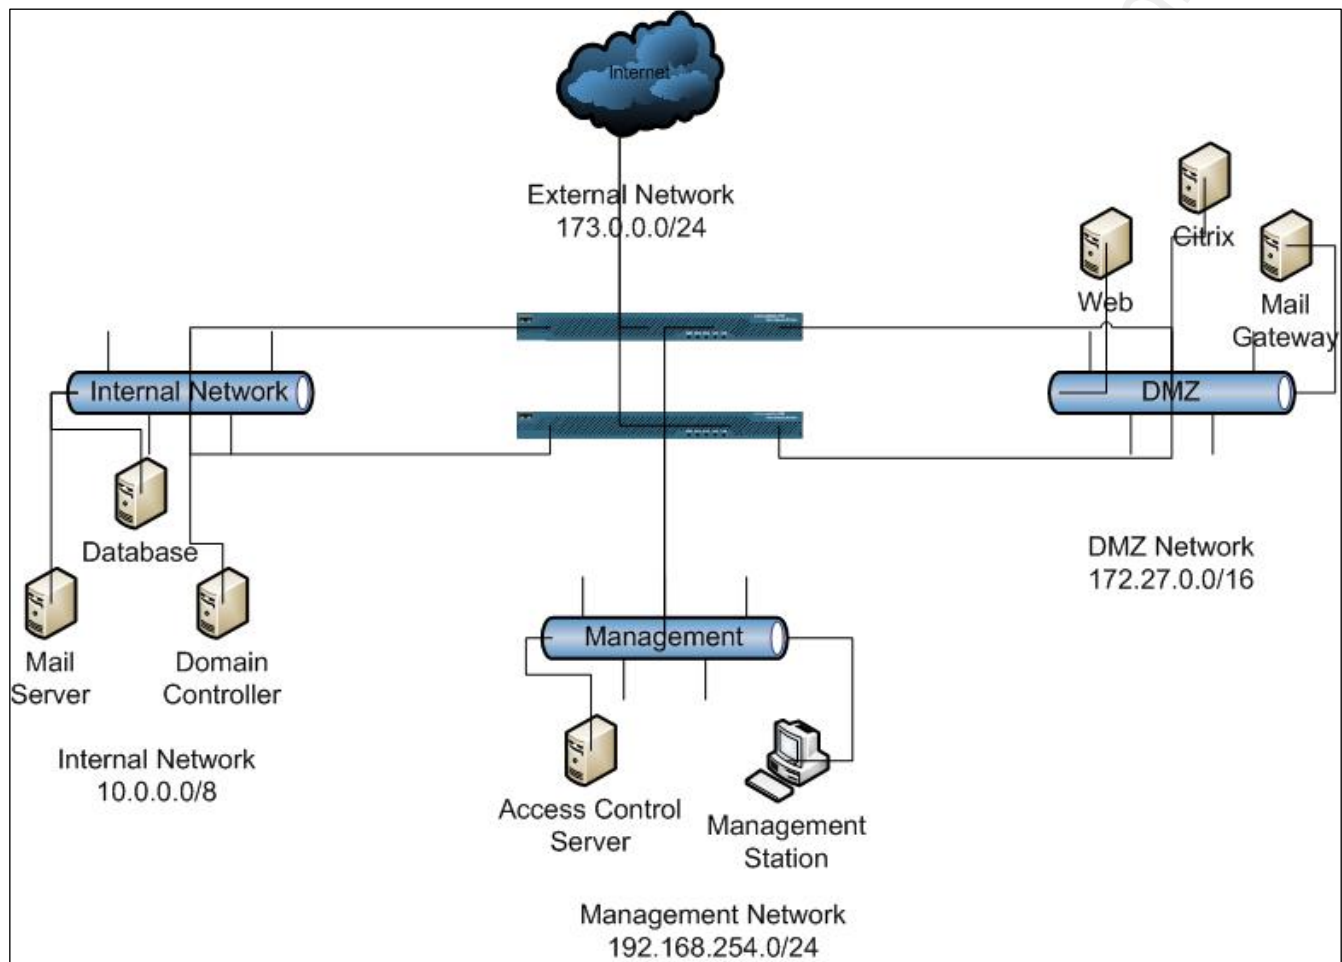 Internet
External Network
173.0.0.0/24
Citrix
Web
Mail
Gateway
Internal Network
DMZ
Database
DMZ Network
172.27.0.0/16
Management
Mail
Server
Domain
Controller
Internal Network
10.0.0.0/8
Access Control
Server
Management
Station
Management Network
192.168.254.0/24